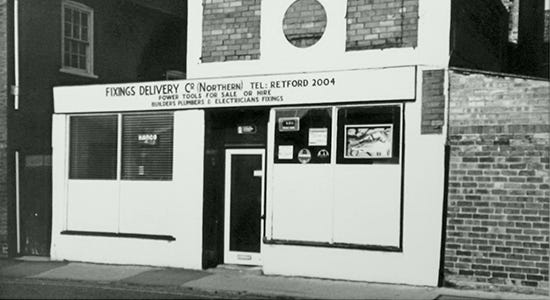 FIXINGS DELIVERY Co (NORTHERN) TEL: RETFORD 2004
POWER TOOLS FOR SALE OR HIRE
BUILDERS PLUMBERS & ELECTRICIANS FIXINGS